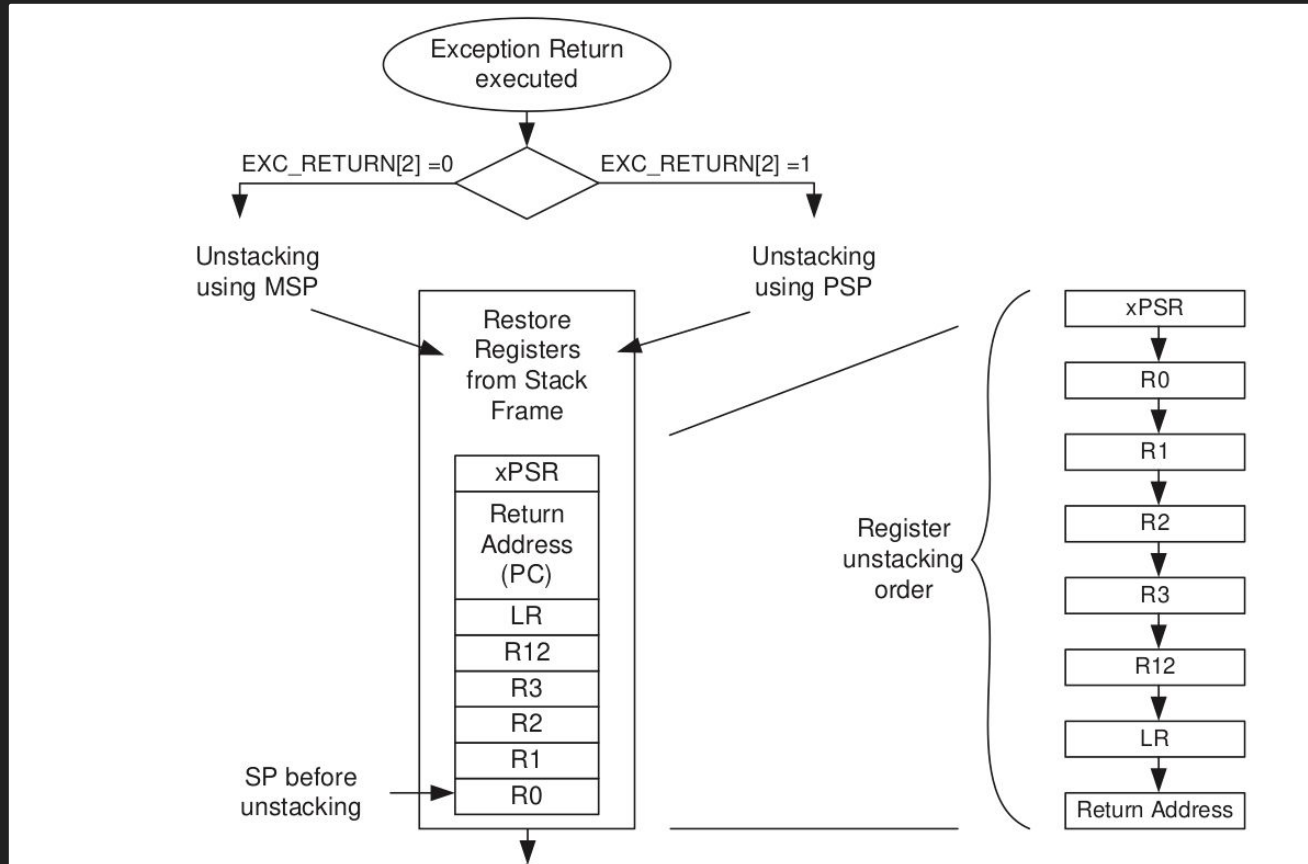 Exception Return
executed
EXC_RETURN[2] =0
EXC_RETURN[2] =1
Unstacking
using MSP
Unstacking
using PSP
Restore
Registers
from Stack
Frame
xPSR
Return
Address
(PC)
LR
R12
R3
R2
R1
R0
SP before
unstacking
Register
unstacking
order
xPSR
R0
R1
R2
R3
R12
LR
Return Address